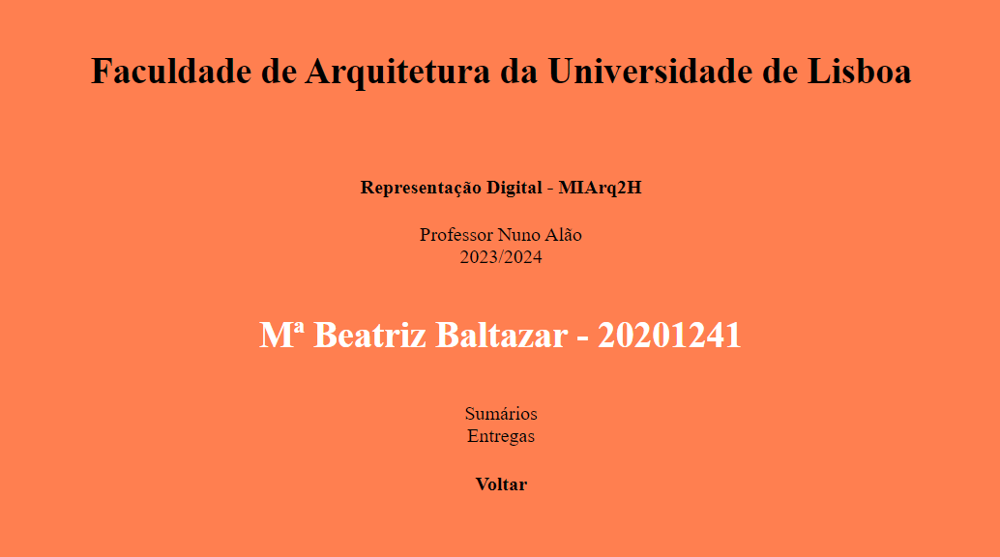 Faculdade de Arquitetura da Universidade de Lisboa
Representação Digital - MIArq2H
Professor Nuno Alão
2023/2024
Mª Beatriz Baltazar - 20201241
Sumários
Entregas
Voltar